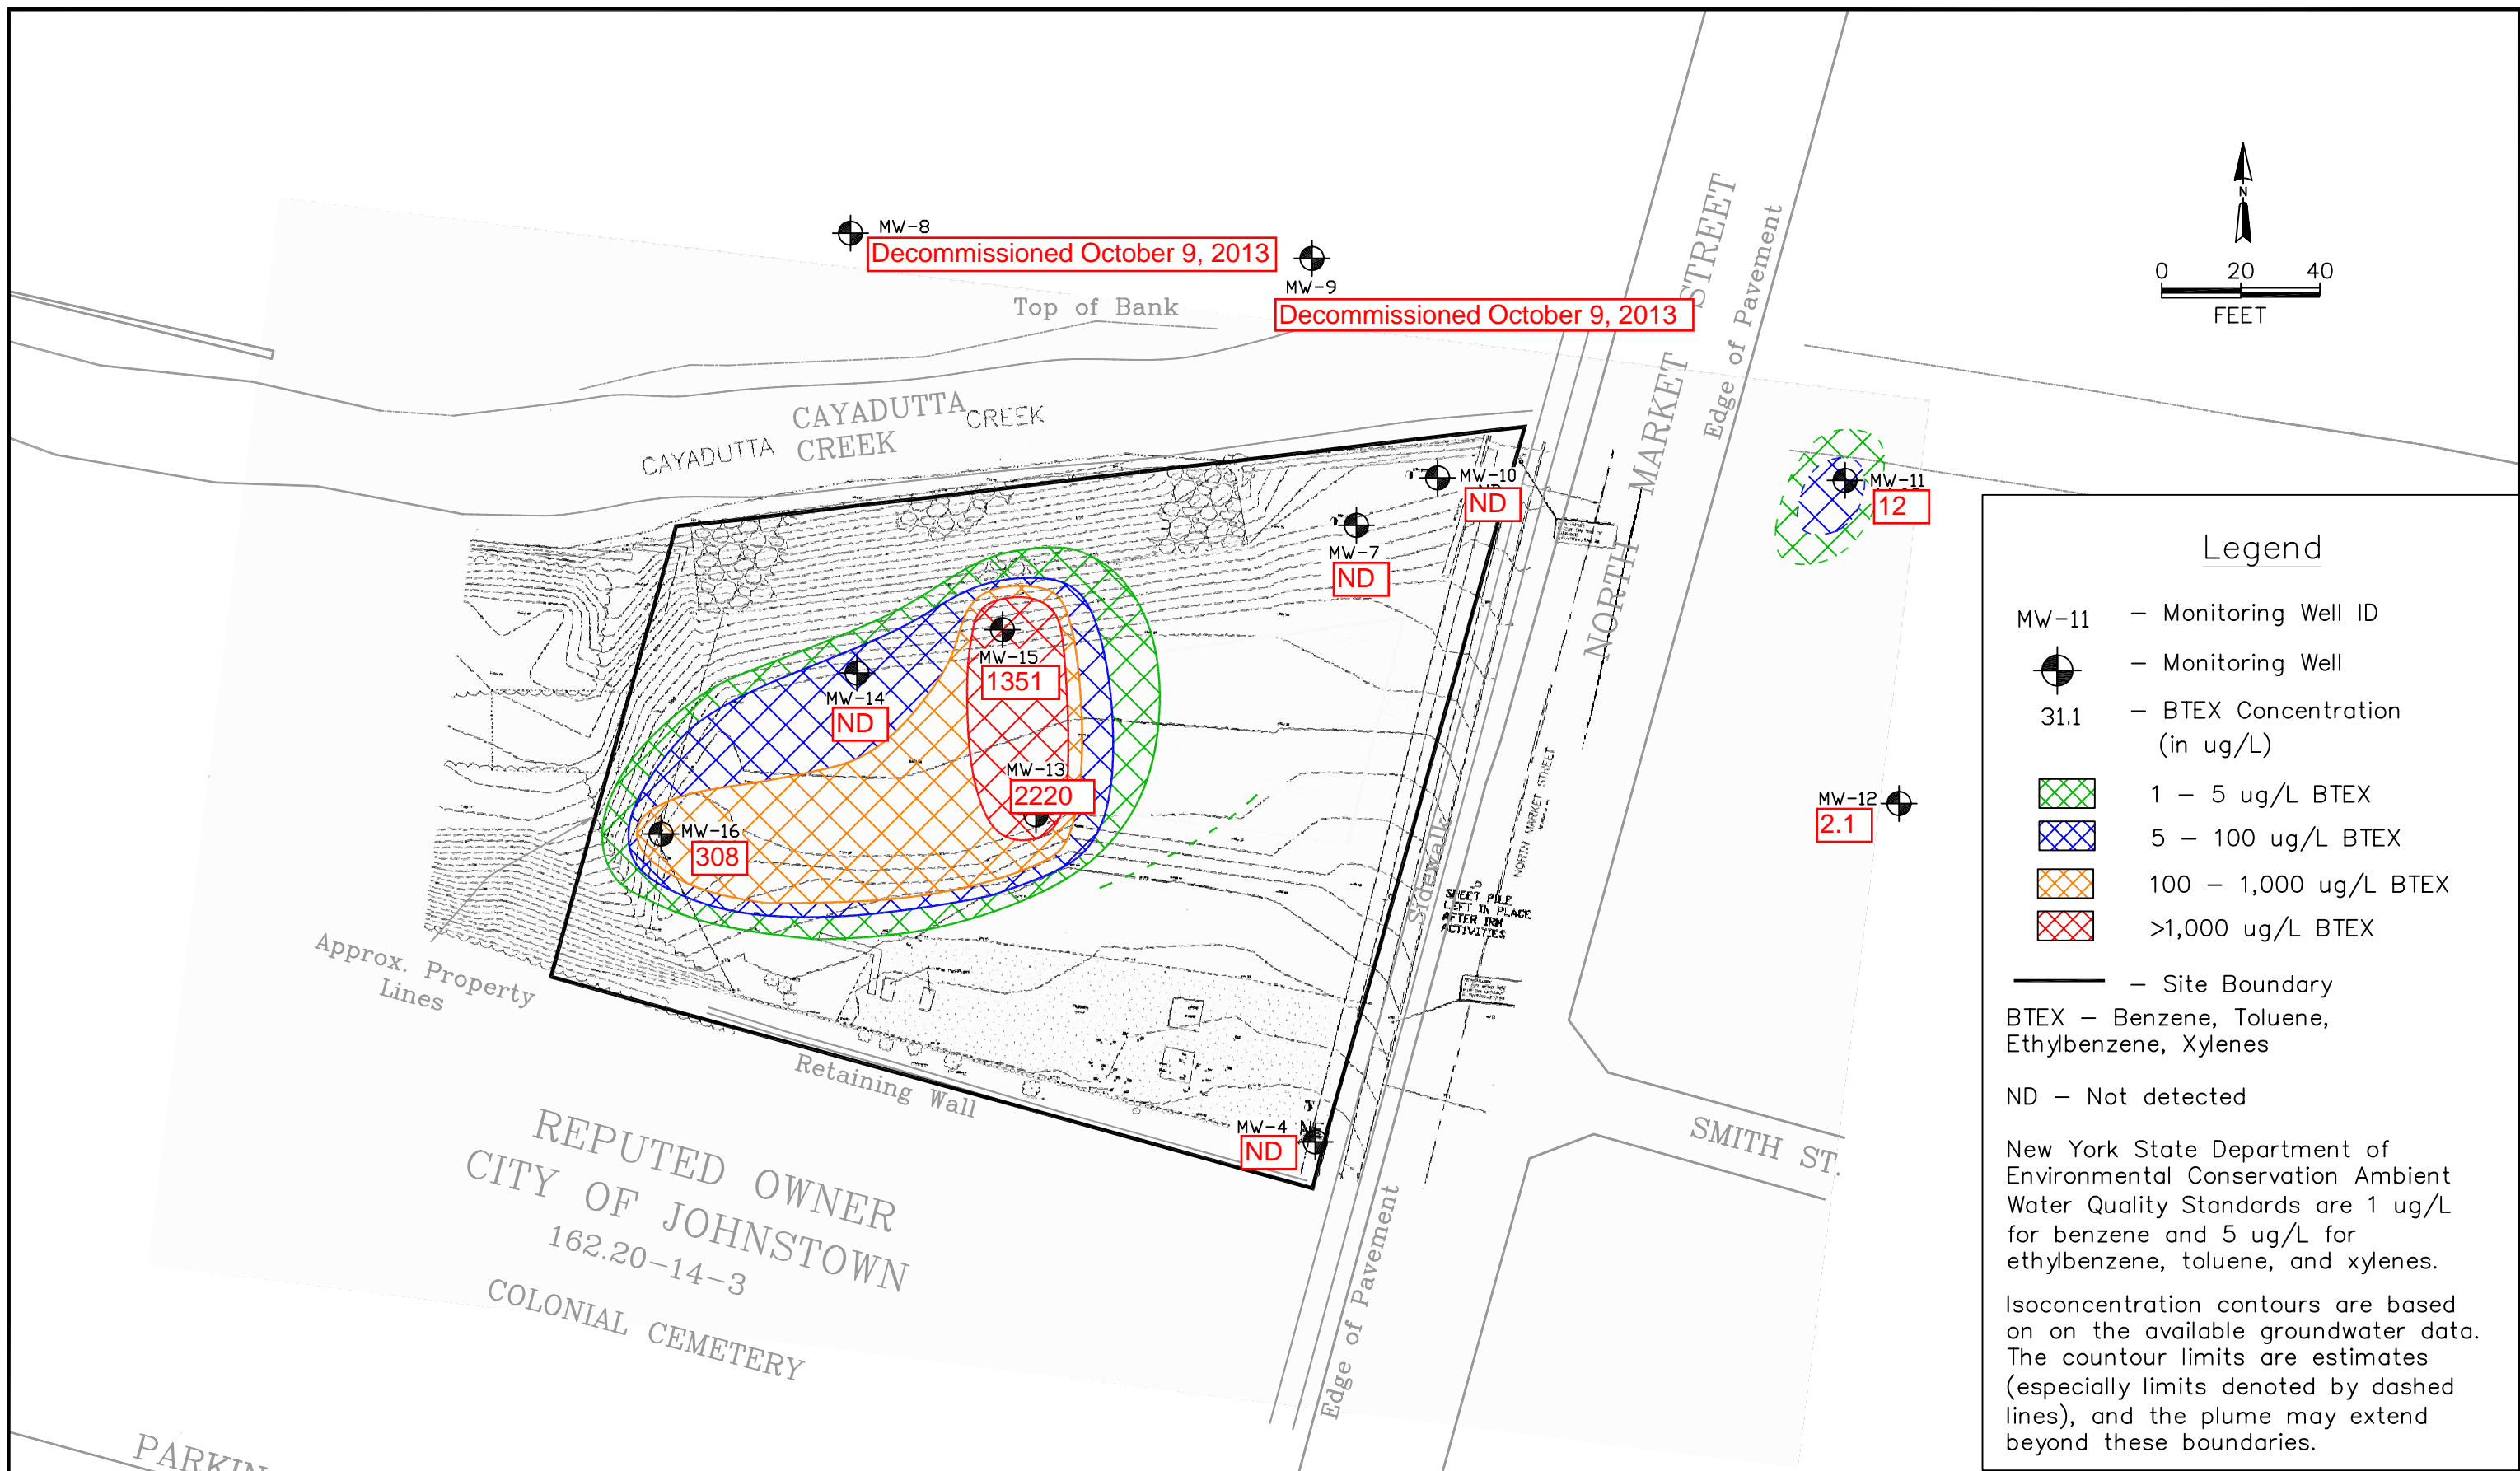 MW-8
Decommissioned October 9, 2013
MW-9
Decommissioned October 9, 2013
Top of Bank
CAYADUTTA
CREEK
CAYADUTTA
CREEK
NORTH MARKET STREET
Edge of Pavement
N
0 20 40
FEET
MW-10
ND
MW-7
ND
MW-11
12
MW-15
1351
MW-14
ND
MW-13
2220
MW-16
308
MW-12
2.1
NORTH MARKET STREET
Sidewalk
SHEET PILE
LEFT IN PLACE
AFTER IRM
ACTIVITIES
Approx. Property
Lines
Retaining Wall
MW-4
ND
SMITH ST.
Edge of Pavement
REPUTED OWNER
CITY OF JOHNSTOWN
162.20-14-3
COLONIAL CEMETERY
Legend
MW-11 – Monitoring Well ID
– Monitoring Well
31.1 – BTEX Concentration
(in ug/L)
1 – 5 ug/L BTEX
5 – 100 ug/L BTEX
100 – 1,000 ug/L BTEX
>1,000 ug/L BTEX
– Site Boundary
BTEX – Benzene, Toluene,
Ethylbenzene, Xylenes
ND – Not detected
New York State Department of
Environmental Conservation Ambient
Water Quality Standards are 1 ug/L
for benzene and 5 ug/L for
ethylbenzene, toluene, and xylenes.
Isoconcentration contours are based
on on the available groundwater data.
The countour limits are estimates
(especially limits denoted by dashed
lines), and the plume may extend
beyond these boundaries.